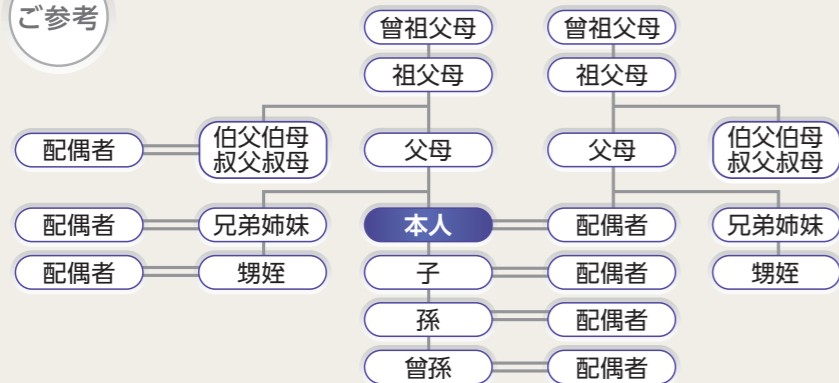 ご参考
曾祖父母 曾祖父母
祖父母 祖父母
配偶者 伯父伯母 父母 父母 伯父伯母
叔父叔母 叔父叔母
配偶者 兄弟姉妹 本人 配偶者 兄弟姉妹
配偶者 甥姪 子 配偶者 甥姪
孫 配偶者
曾孫 配偶者